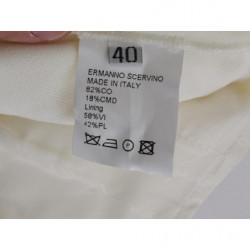 40
ERMANNO SCERVINO
MADE IN ITALY
82%CO
18%CMD
Lining
58%VI
42%PL